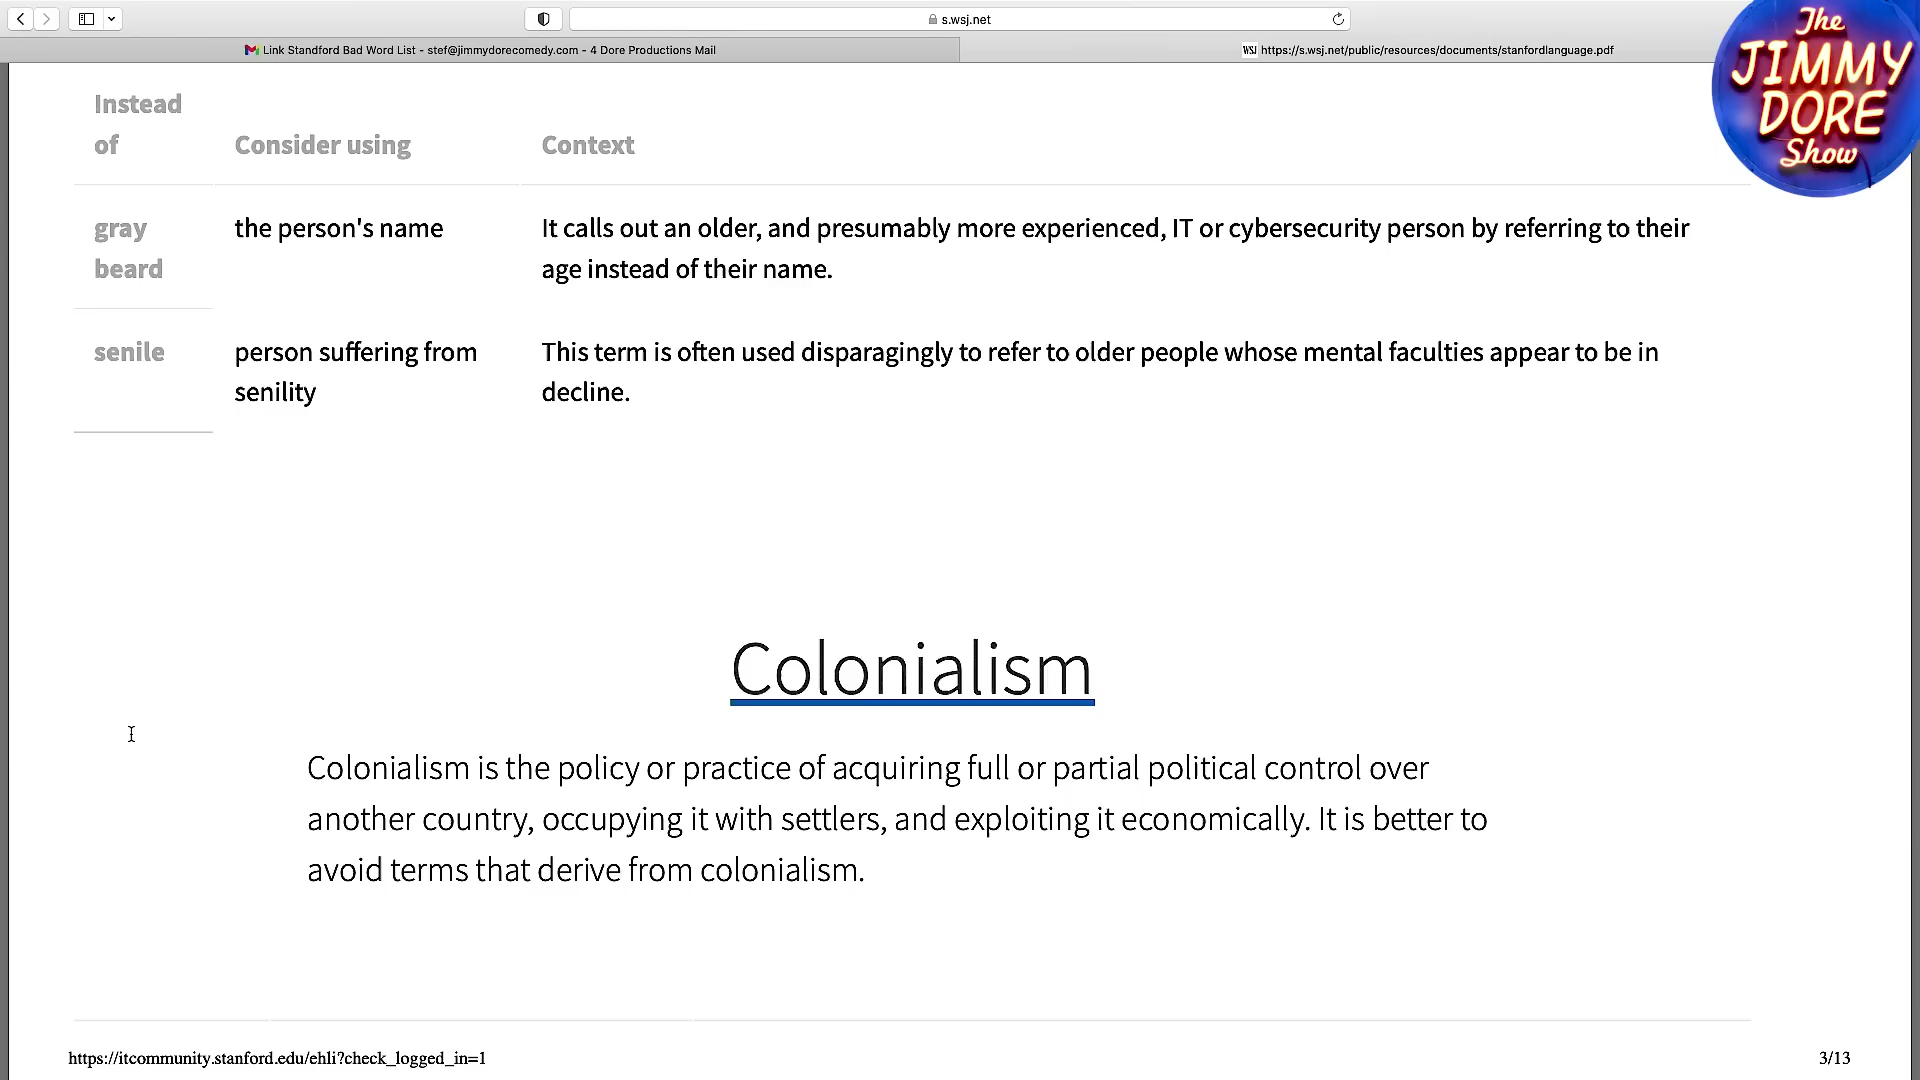 s.wsj.net
Link Standford Bad Word List - stef@jimmydorecomedy.com - 4 Dore Productions Mail
WSJ https://s.wsj.net/public/resources/documents/stanfordlanguage.pdf
The
JIMMY
DORE
Show
Instead
of
Consider using
Context
gray
beard
the person's name
It calls out an older, and presumably more experienced, IT or cybersecurity person by referring to their
age instead of their name.
senile
person suffering from
senility
This term is often used disparagingly to refer to older people whose mental faculties appear to be in
decline.
Colonialism
Colonialism is the policy or practice of acquiring full or partial political control over
another country, occupying it with settlers, and exploiting it economically. It is better to
avoid terms that derive from colonialism.
https://itcommunity.stanford.edu/ehli?check_logged_in=1
3/13